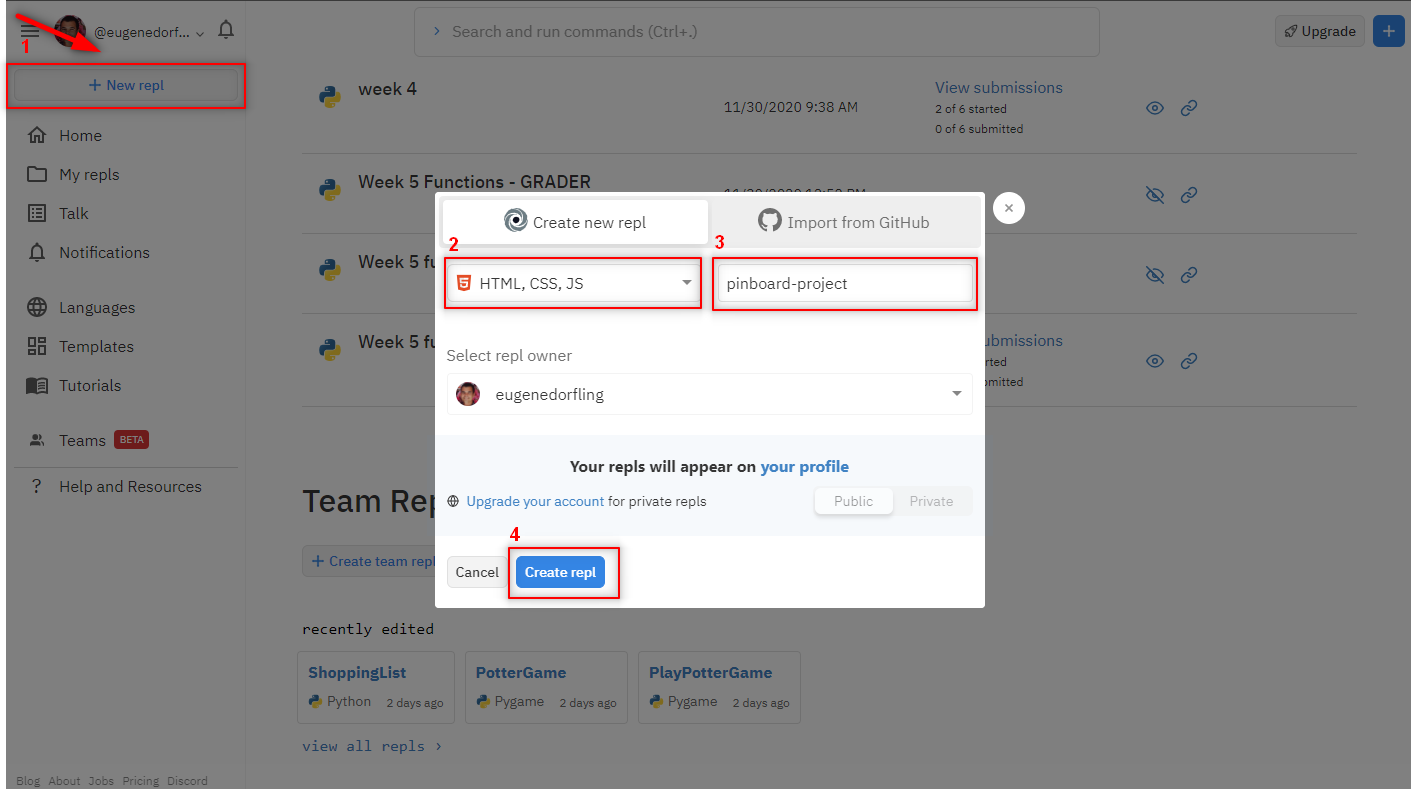 @eugenedorf...
1
+ New repl
Home
My repls
Talk
Notifications
Languages
Templates
Tutorials
Teams BETA
? Help and Resources
Blog About Jobs Pricing Discord
> Search and run commands (Ctrl+.)
Upgrade
+
week 4
11/30/2020 9:38 AM
View submissions
2 of 6 started
0 of 6 submitted
Week 5 Functions - GRADER
Week 5 fu
Week 5 fu
Create new repl
Import from GitHub
×
2
3
HTML, CSS, JS
pinboard-project
Select repl owner
eugenedorfling
Your repls will appear on your profile
Upgrade your account for private repls
Public
Private
4
Cancel
Create repl
Team Rep
+ Create team repl
recently edited
ShoppingList
Python 2 days ago
PotterGame
Pygame 2 days ago
PlayPotterGame
Pygame 2 days ago
view all repls >